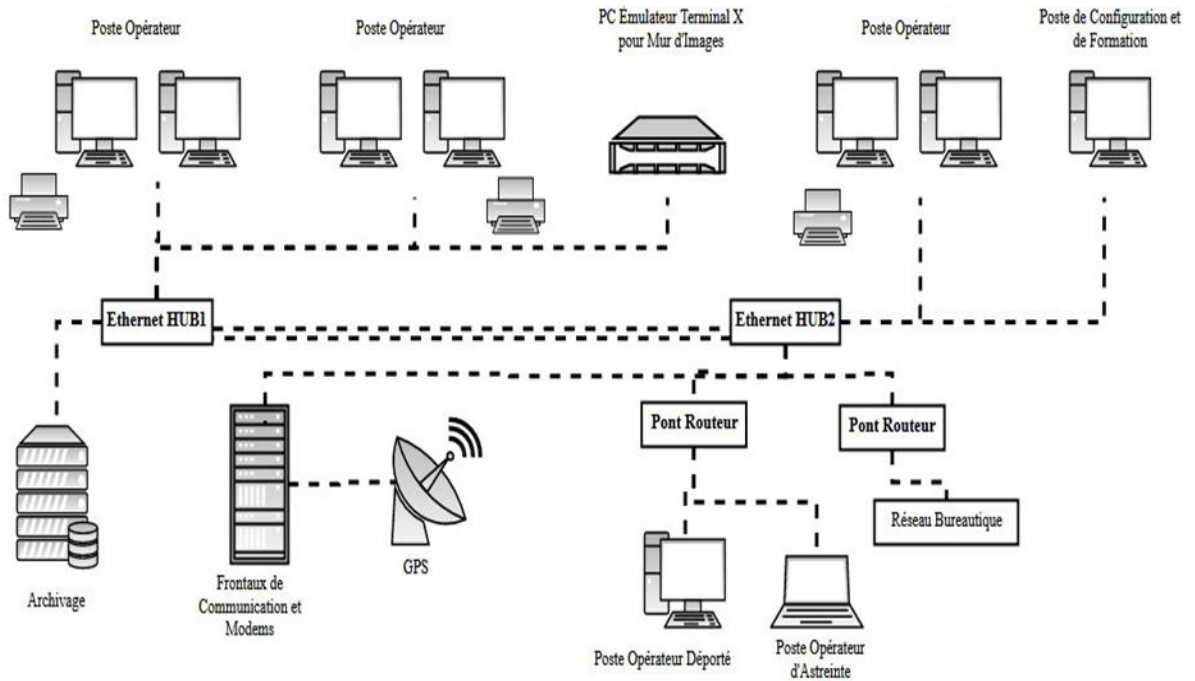 Poste Opérateur
Poste Opérateur
PC Émulateur Terminal X
pour Mur d'Images
Poste Opérateur
Poste de Configuration et
de Formation
Ethernet HUB1
Ethernet HUB2
Pont Routeur
Pont Routeur
Réseau Bureautique
Archivage
Frontaux de
Communication et
Modems
GPS
Poste Opérateur Déporté
Poste Opérateur
d'Astreinte